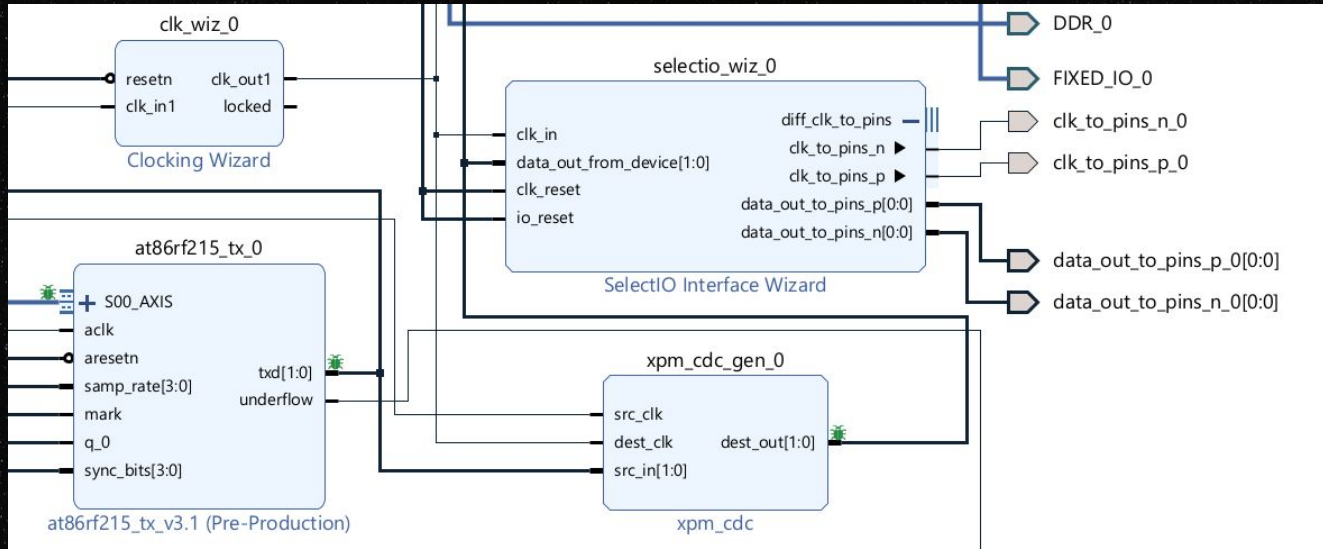 clk_wiz_0
resetn
clk_in1
clk_out1
locked
Clocking Wizard
selectio_wiz_0
clk_in
data_out_from_device[1:0]
clk_reset
io_reset
diff_clk_to_pins
clk_to_pins_n
clk_to_pins_p
data_out_to_pins_p[0:0]
data_out_to_pins_n[0:0]
SelectIO Interface Wizard
DDR_0
FIXED_IO_0
clk_to_pins_n_0
clk_to_pins_p_0
data_out_to_pins_p_0[0:0]
data_out_to_pins_n_0[0:0]
at86rf215_tx_0
S00_AXIS
aclk
aresetn
samp_rate[3:0]
mark
q_0
sync_bits[3:0]
txd[1:0]
underflow
at86rf215_tx_v3.1 (Pre-Production)
xpm_cdc_gen_0
src_clk
dest_clk
src_in[1:0]
dest_out[1:0]
xpm_cdc